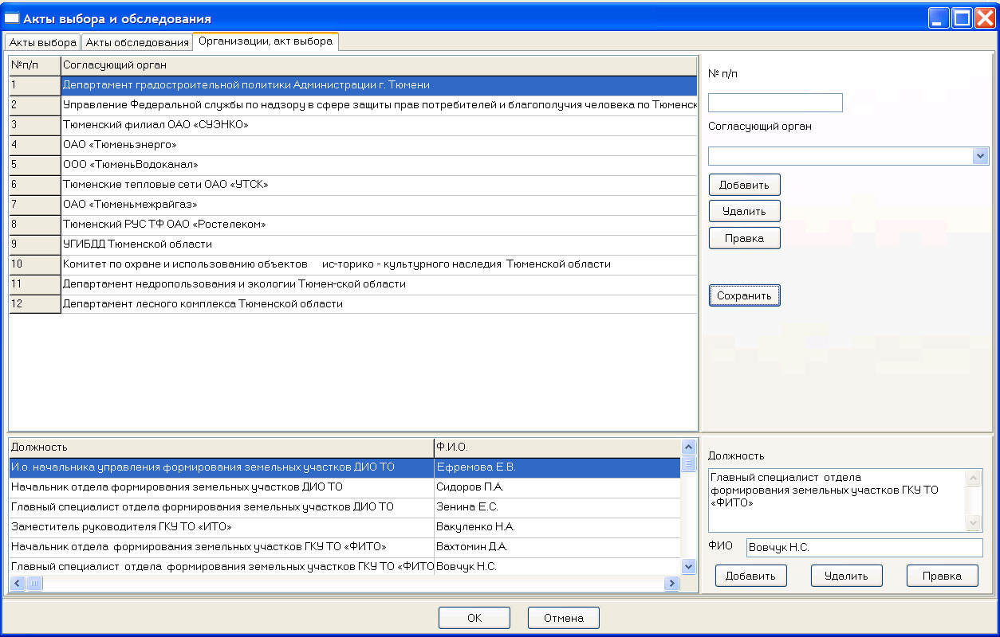 Акты выбора и обследования
Акты выбора Акты обследования Организации, акт выбора
№п/п Согласующий орган
1 Департамент градостроительной политики Администрации г. Тюмени
2 Управление Федеральной службы по надзору в сфере защиты прав потребителей и благополучия человека по Тюменск
3 Тюменский филиал ОАО «СУЭНКО»
4 ОАО «Тюменьэнерго»
5 ООО «ТюменьВодоканал»
6 Тюменские тепловые сети ОАО «УТСК»
7 ОАО «Тюменьмежрайгаз»
8 Тюменский РУС ТФ ОАО «Ростелеком»
9 УГИБДД Тюменской области
10 Комитет по охране и использованию объектов ис-торико - культурного наследия Тюменской области
11 Департамент недропользования и экологии Тюмен-ской области
12 Департамент лесного комплекса Тюменской области
№ п/п
Согласующий орган
Добавить
Удалить
Правка
Сохранить
Должность Ф.И.О.
И.о. начальника управления формирования земельных участков ДИО ТО Ефремова Е.В.
Начальник отдела формирования земельных участков ДИО ТО Сидоров П.А.
Главный специалист отдела формирования земельных участков ДИО ТО Зенина Е.С.
Заместитель руководителя ГКУ ТО «ИТО» Вакуленко Н.А.
Начальник отдела формирования земельных участков ГКУ ТО «ФИТО» Вахтомин Д.А.
Главный специалист отдела формирования земельных участков ГКУ ТО «ФИТО Вовчук Н.С.
Должность
Главный специалист отдела
формирования земельных участков ГКУ ТО
«ФИТО»
ФИО Вовчук Н.С.
Добавить Удалить Правка
OK Отмена